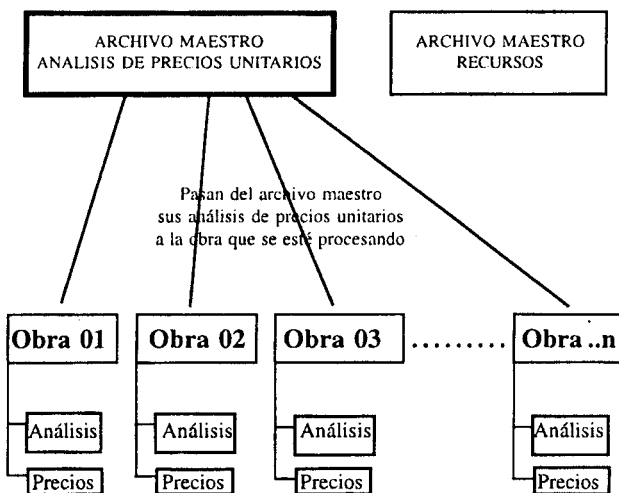 ARCHIVO MAESTRO
ANALISIS DE PRECIOS UNITARIOS
ARCHIVO MAESTRO
RECURSOS
Pasan del archivo maestro
sus análisis de precios unitarios
a la obra que se esté procesando
Obra 01
Obra 02
Obra 03
.........
Obra ..n
Análisis
Análisis
Análisis
Análisis
Precios
Precios
Precios
Precios